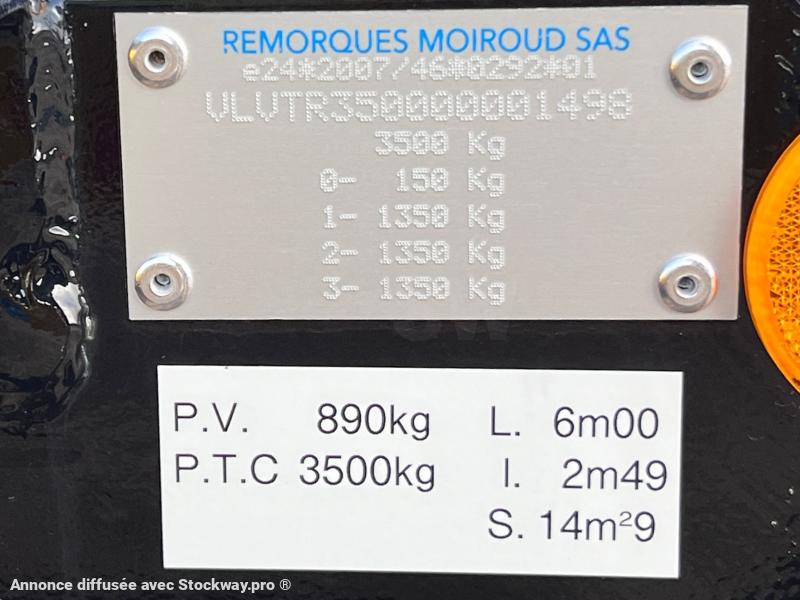 REMORQUES MOIROUD SAS
e24*2007/46*0292*01
VLVTR3500000001498
3500 Kg
0- 150 Kg
1- 1350 Kg
2- 1350 Kg
3- 1350 Kg
P.V. 890kg L. 6m00
P.T.C 3500kg l. 2m49
S. 14m²9
Annonce diffusée avec Stockway.pro ®